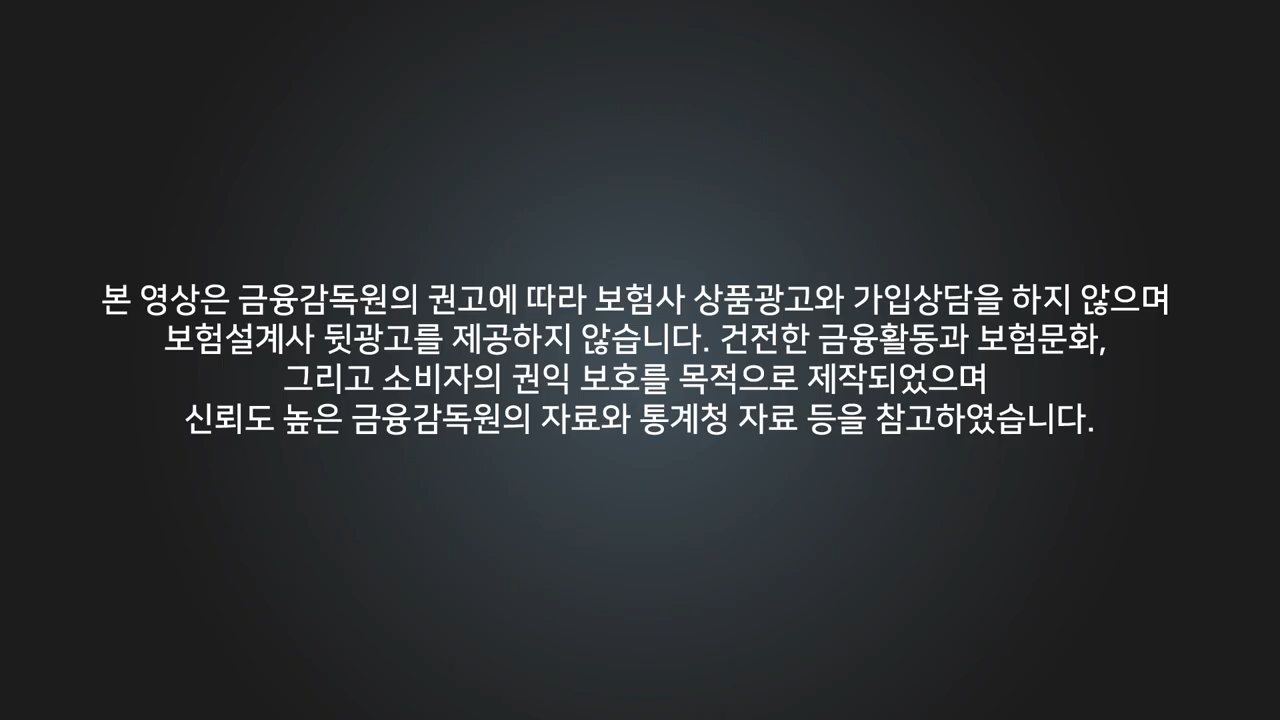 본 영상은 금융감독원의 권고에 따라 보험사 상품광고와 가입상담을 하지 않으며
보험설계사 뒷광고를 제공하지 않습니다. 건전한 금융활동과 보험문화,
그리고 소비자의 권익 보호를 목적으로 제작되었으며
신뢰도 높은 금융감독원의 자료와 통계청 자료 등을 참고하였습니다.